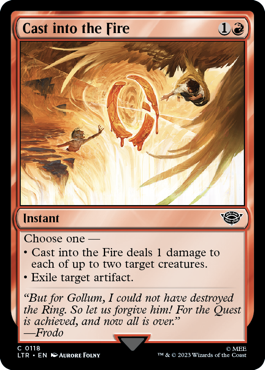 Cast into the Fire 1
Instant
Choose one —
• Cast into the Fire deals 1 damage to
each of up to two target creatures.
• Exile target artifact.
"But for Gollum, I could not have destroyed
the Ring. So let us forgive him! For the Quest
is achieved, and now all is over."
—Frodo
C 0118
LTR • EN AURORE FOLNY
© MEE
™ & © 2023 Wizards of the Coast